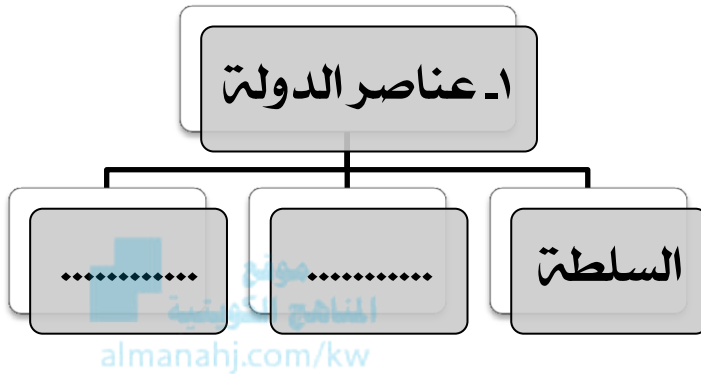 ١ـ عناصر الدولة
السلطة
...........
............
موقع
المناهج الكويتية
almanahj.com/kw